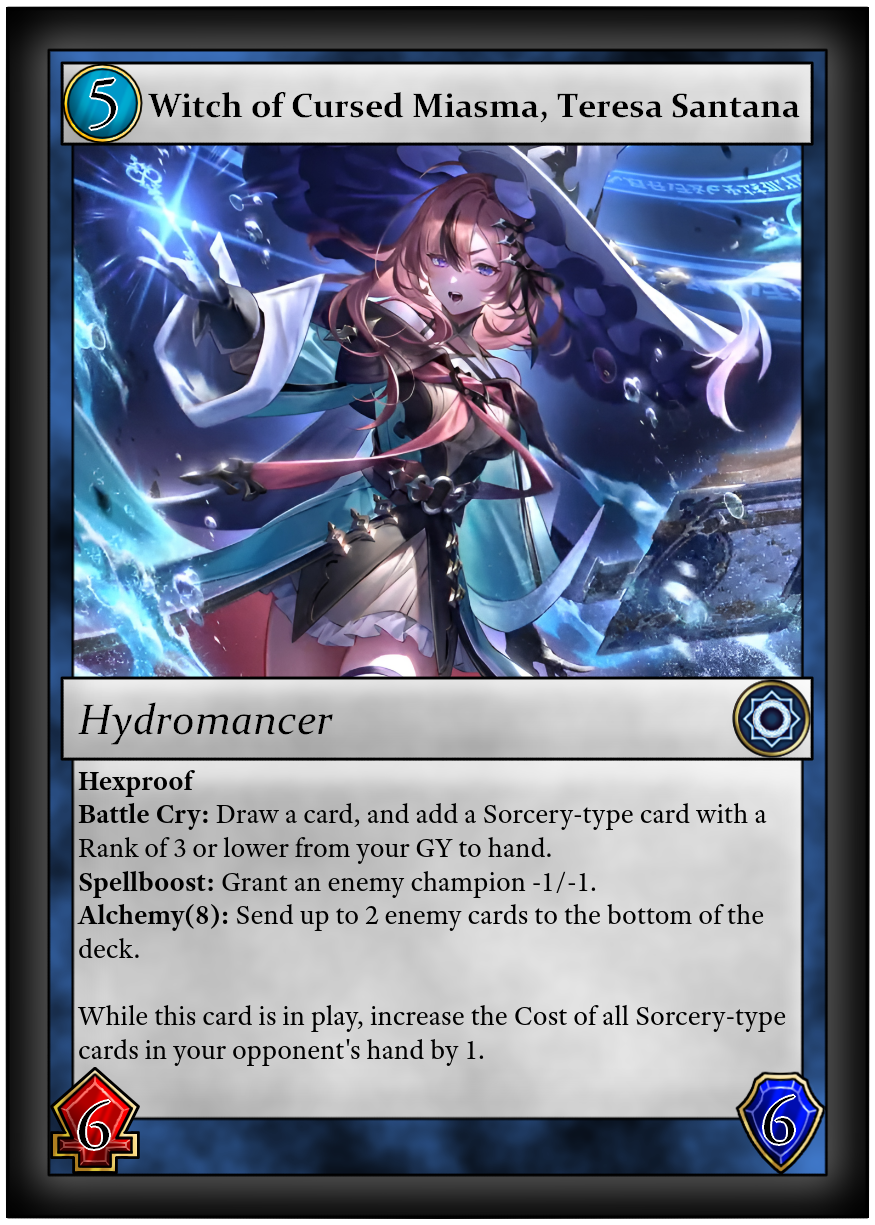 5
Witch of Cursed Miasma, Teresa Santana
Hydromancer
Hexproof
Battle Cry: Draw a card, and add a Sorcery-type card with a
Rank of 3 or lower from your GY to hand.
Spellboost: Grant an enemy champion -1/-1.
Alchemy(8): Send up to 2 enemy cards to the bottom of the
deck.
While this card is in play, increase the Cost of all Sorcery-type
cards in your opponent's hand by 1.
6
6